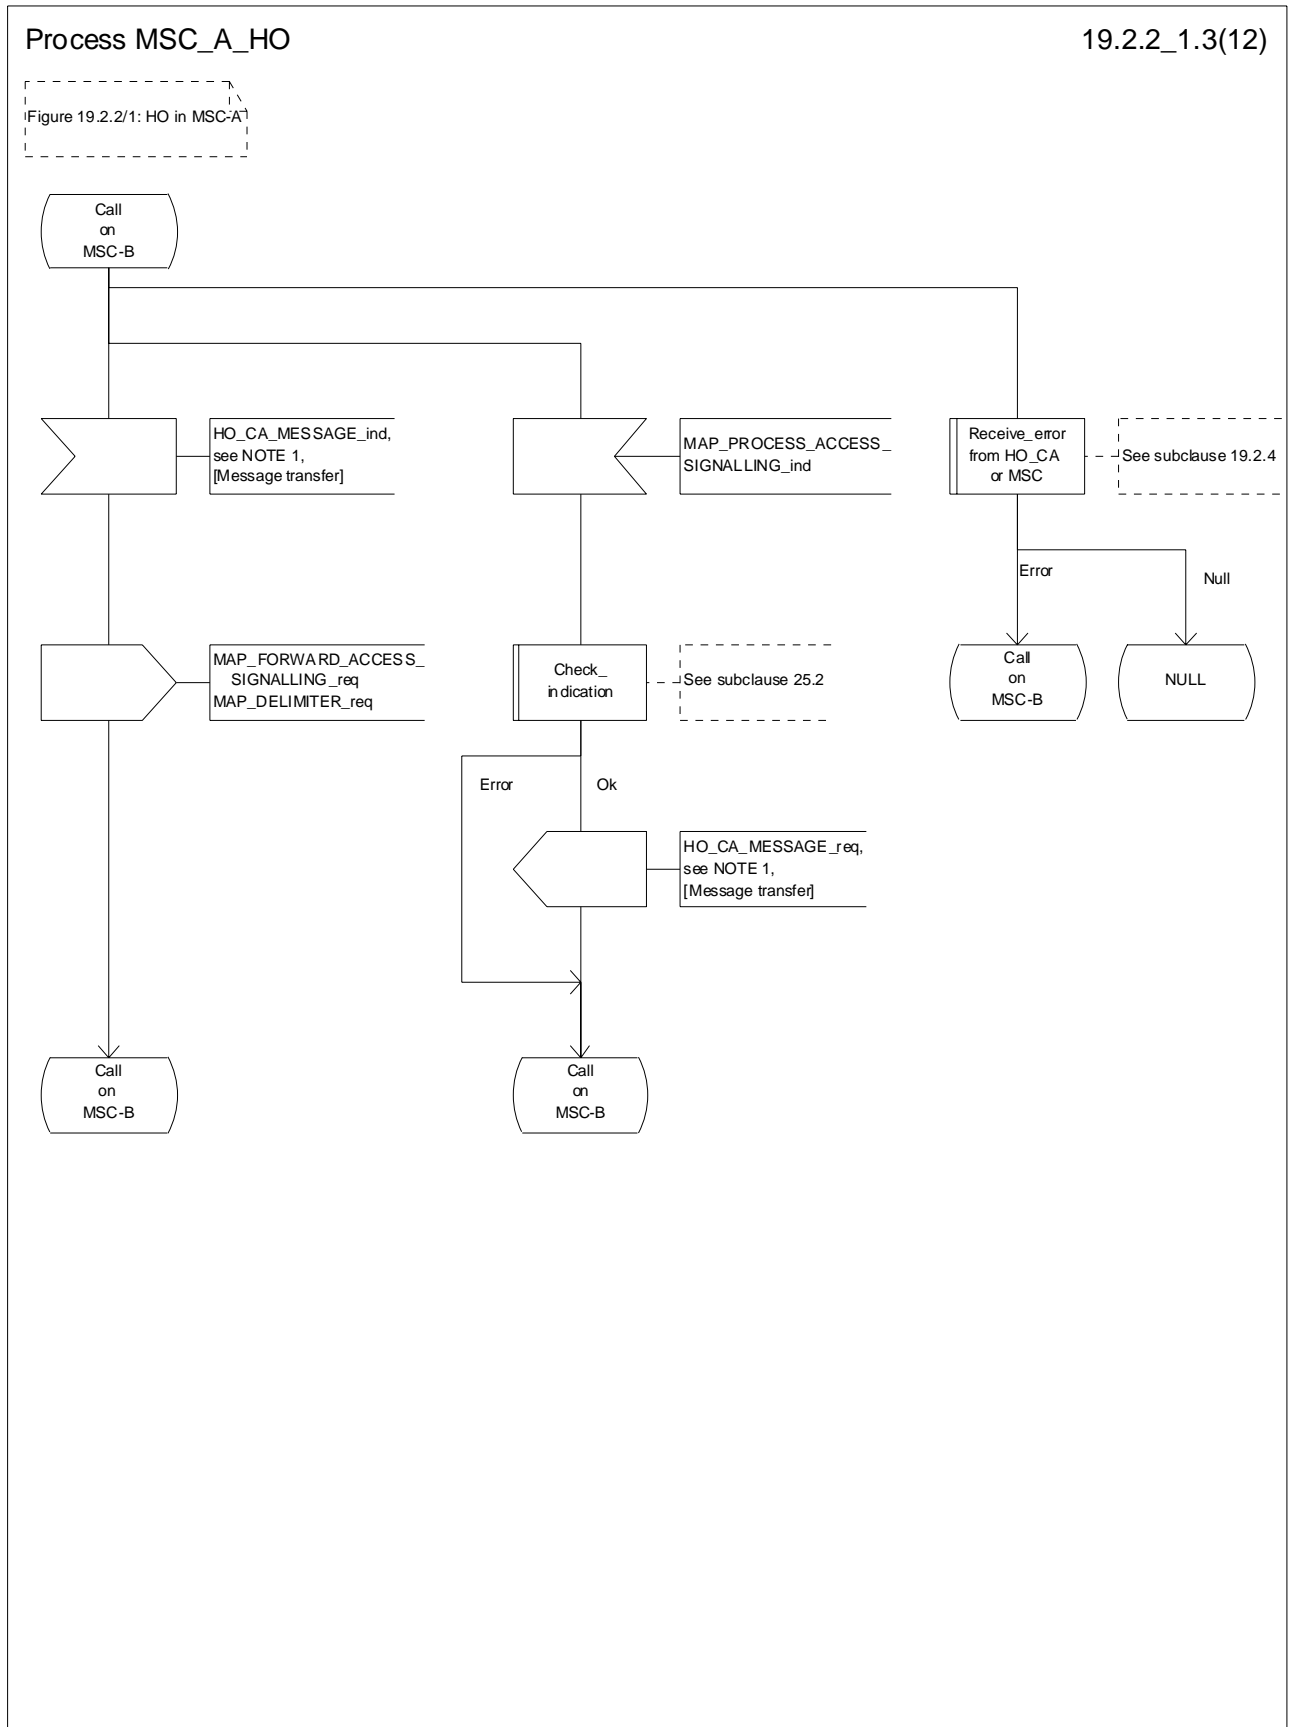 Process MSC_A_HO
19.2.2_1.3(12)
Figure 19.2.2/1: HO in MSC-A
Call
on
MSC-B
HO_CA_MESSAGE_ind,
see NOTE 1,
[Message transfer]
MAP_PROCESS_ACCESS_
SIGNALLING_ind
Receive_error
from HO_CA
or MSC
See subclause 19.2.4
Error
Null
MAP_FORWARD_ACCESS_
SIGNALLING_req
MAP_DELIMITER_req
Check_
indication
See subclause 25.2
Call
on
MSC-B
NULL
Error
Ok
HO_CA_MESSAGE_req,
see NOTE 1,
[Message transfer]
Call
on
MSC-B
Call
on
MSC-B